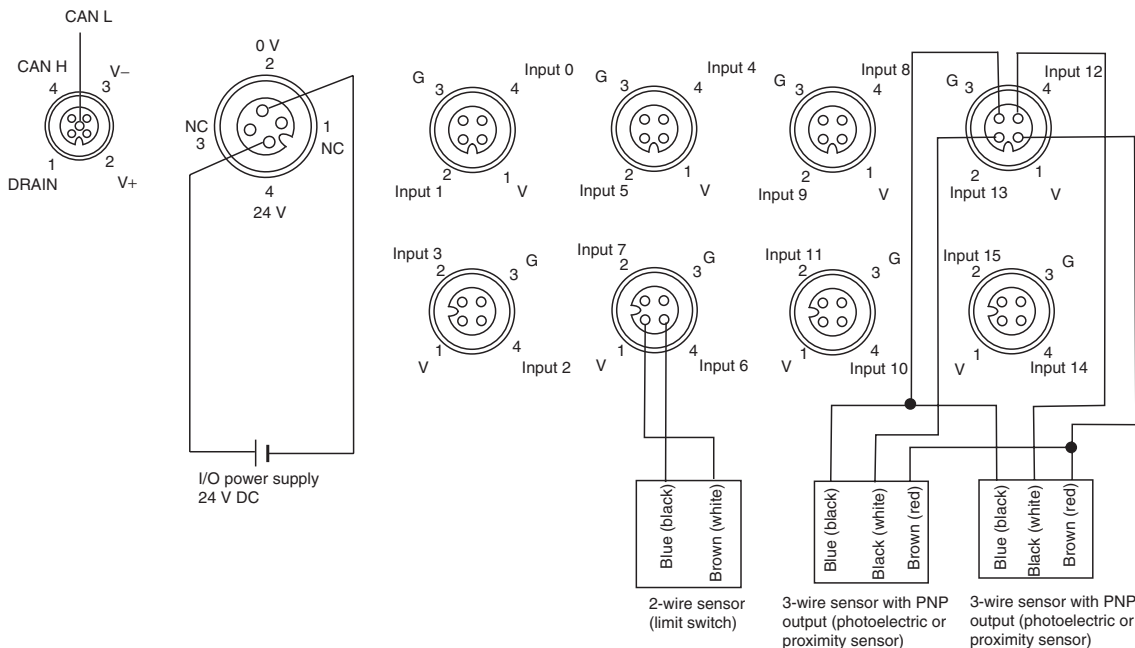 CAN L
CAN H
4
3
V–
1
2
DRAIN
V+
0 V
2
NC
3
1
NC
4
24 V
I/O power supply
24 V DC
G
3
4
Input 0
2
1
Input 1
V
G
3
4
Input 4
2
1
Input 5
V
G
3
4
Input 8
2
1
Input 9
V
G
3
4
Input 12
2
1
Input 13
V
Input 3
2
3
G
1
4
V
Input 2
Input 7
2
3
G
1
4
V
Input 6
Input 11
2
3
G
1
4
V
Input 10
Input 15
2
3
G
1
4
V
Input 14
Blue (black)
Brown (white)
2-wire sensor
(limit switch)
Blue (black)
Black (white)
Brown (red)
3-wire sensor with PNP
output (photoelectric or
proximity sensor)
Blue (black)
Black (white)
Brown (red)
3-wire sensor with PNP
output (photoelectric or
proximity sensor)